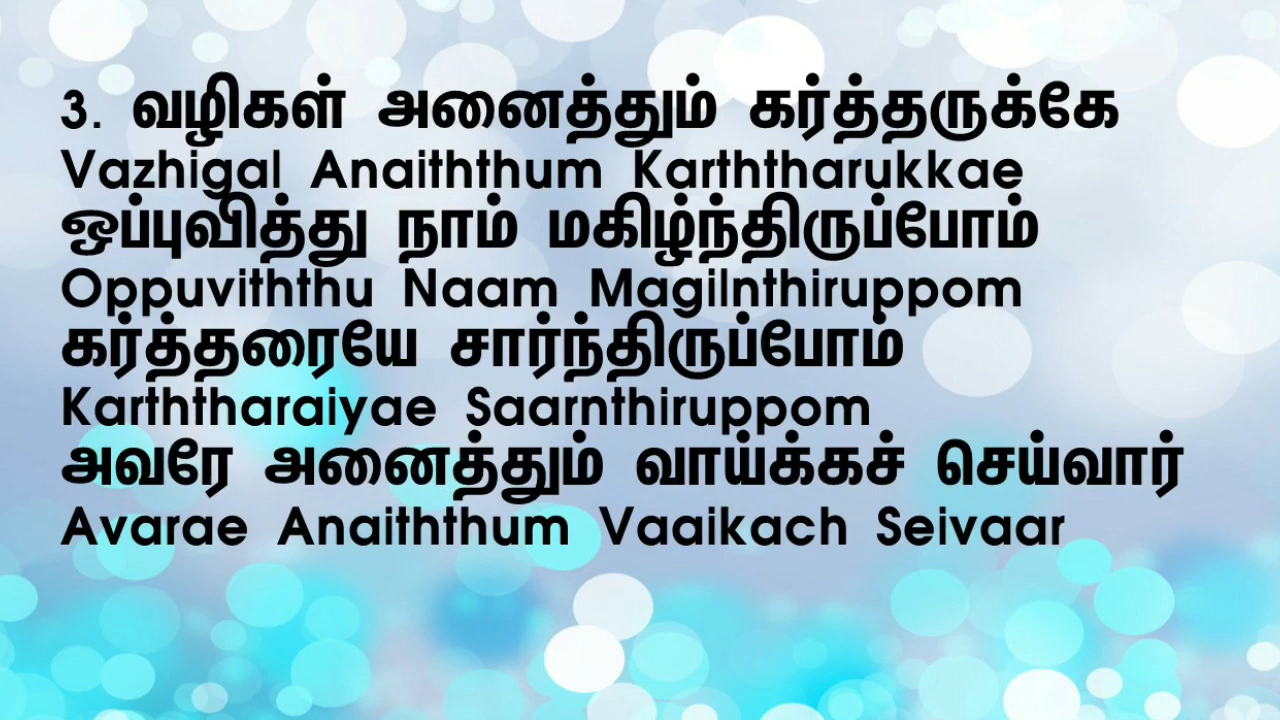 3. வழிகள் அனைத்தும் கர்த்தருக்கே
Vazhigal Anaiththum Karththarukkae
ஒப்புவித்து நாம் மகிழ்ந்திருப்போம்
Oppuviththu Naam Magilnthiruppom
கர்த்தரையே சார்ந்திருப்போம்
Karththaraiyae Saarnthiruppom
அவரே அனைத்தும் வாய்க்கச் செய்வார்
Avarae Anaiththum Vaaikach Seivaar